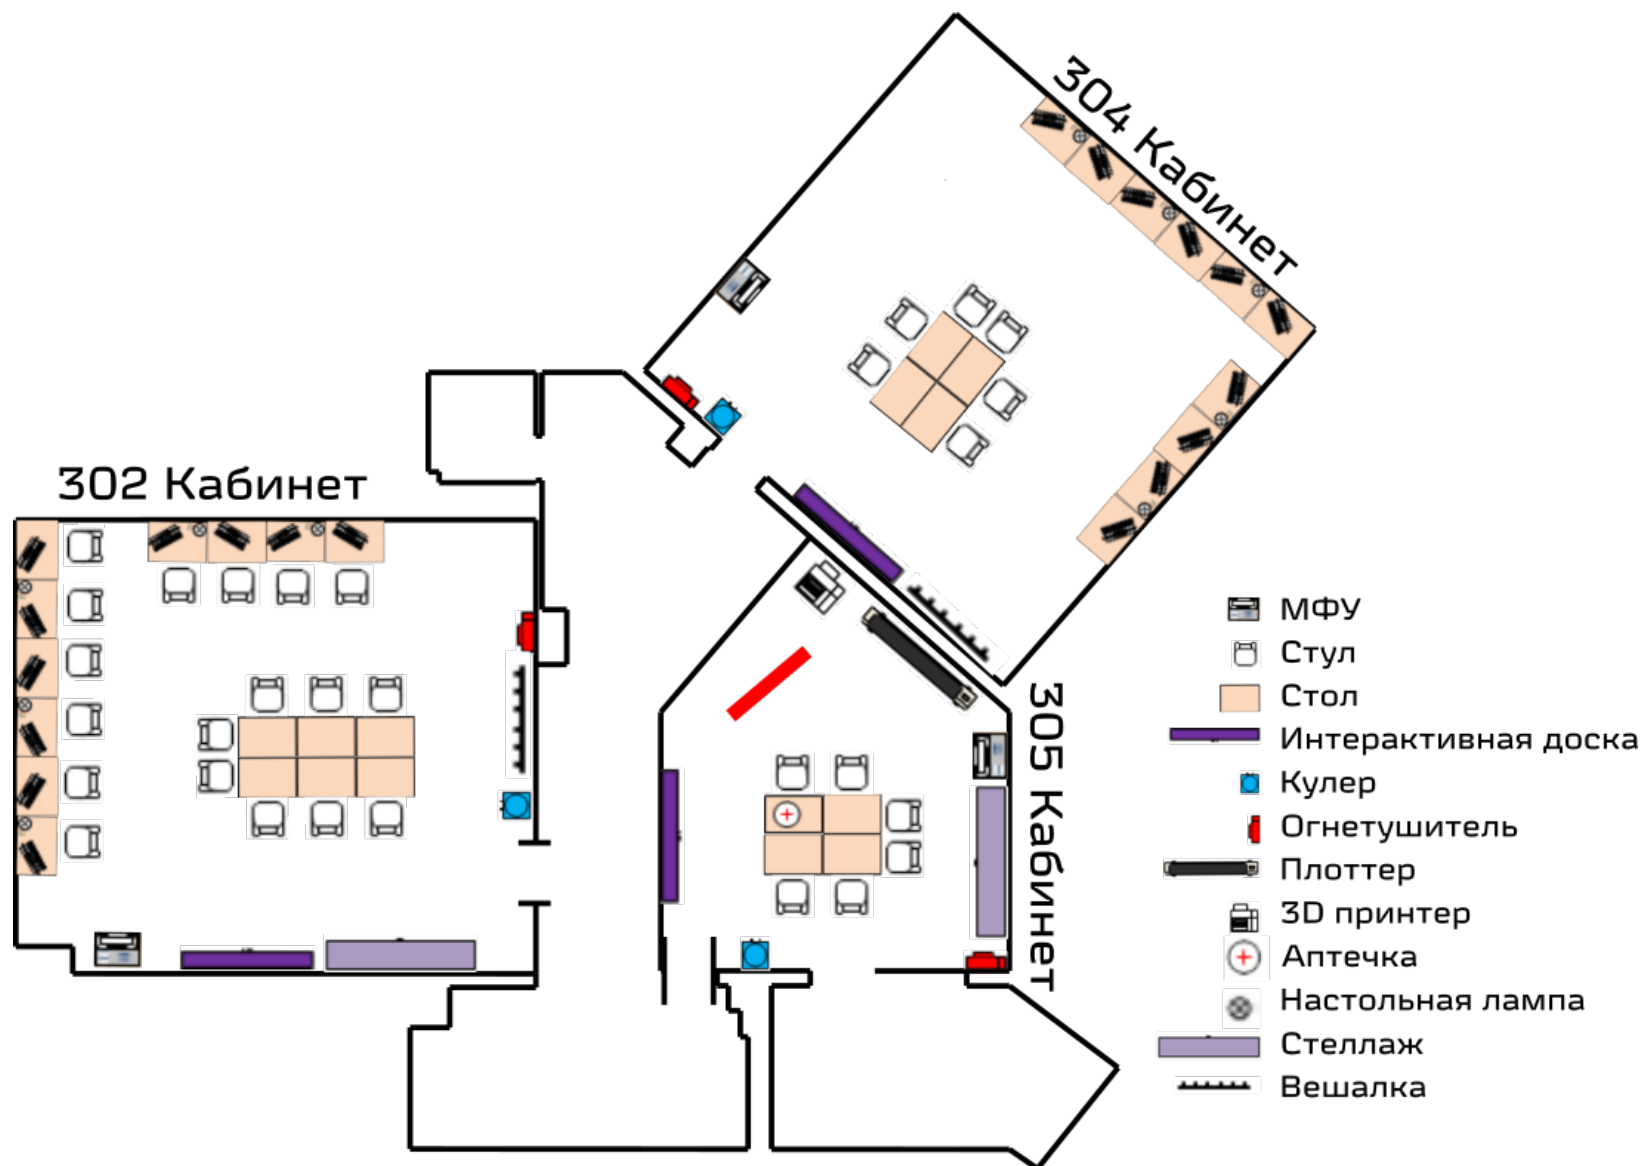 304 Кабинет
302 Кабинет
305 Кабинет
МФУ
Стул
Стол
Интерактивная доска
Кулер
Огнетушитель
Плоттер
3D принтер
Аптечка
Настольная лампа
Стеллаж
Вешалка